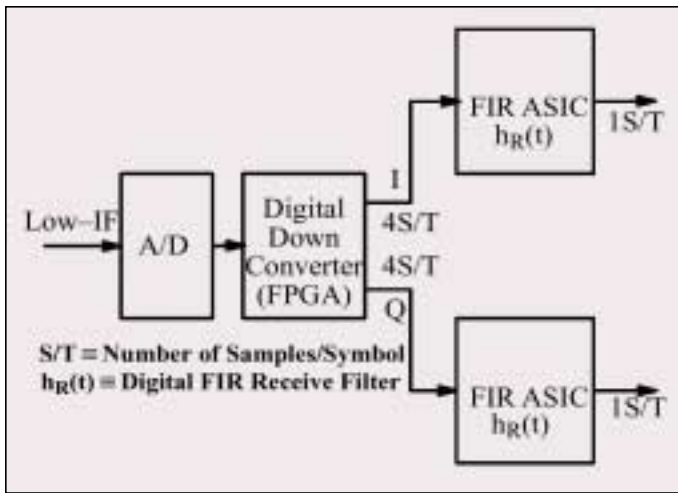 FIR ASIC
hR(t)
1S/T
I
4S/T
Low–IF
A/D
Digital
Down
Converter
(FPGA)
4S/T
Q
S/T ≡ Number of Samples/Symbol
hR(t) ≡ Digital FIR Receive Filter
FIR ASIC
hR(t)
1S/T